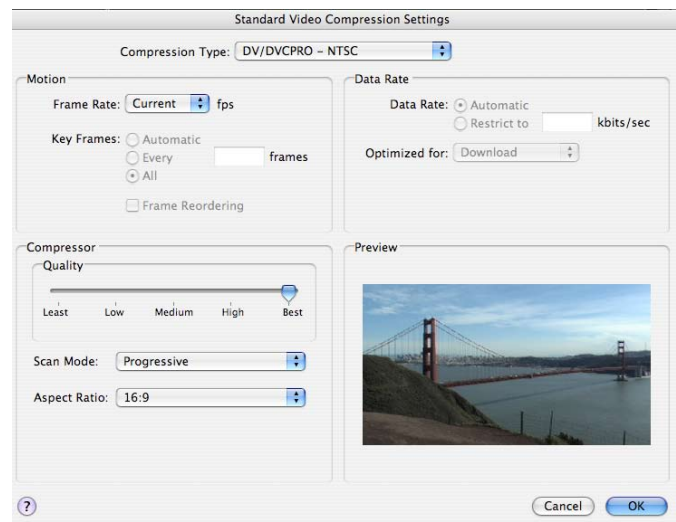 Standard Video Compression Settings
Compression Type: DV/DVCPRO – NTSC
Motion
Frame Rate: Current fps
Key Frames: Automatic
Every frames
All
Frame Reordering
Data Rate
Data Rate: Automatic
Restrict to kbits/sec
Optimized for: Download
Compressor
Quality
Least Low Medium High Best
Scan Mode: Progressive
Aspect Ratio: 16:9
Preview
?
Cancel OK